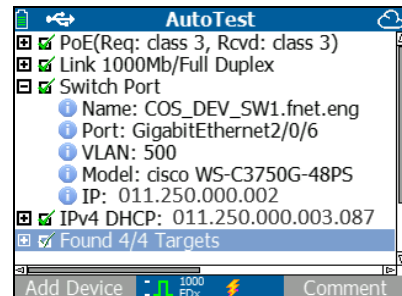 AutoTest
PoE(Req: class 3, Rcvd: class 3)
Link 1000Mb/Full Duplex
Switch Port
Name: COS_DEV_SW1.fnet.eng
Port: GigabitEthernet2/0/6
VLAN: 500
Model: cisco WS-C3750G-48PS
IP: 011.250.000.002
IPv4 DHCP: 011.250.000.003.087
Found 4/4 Targets
Add Device 1000 FDx Comment